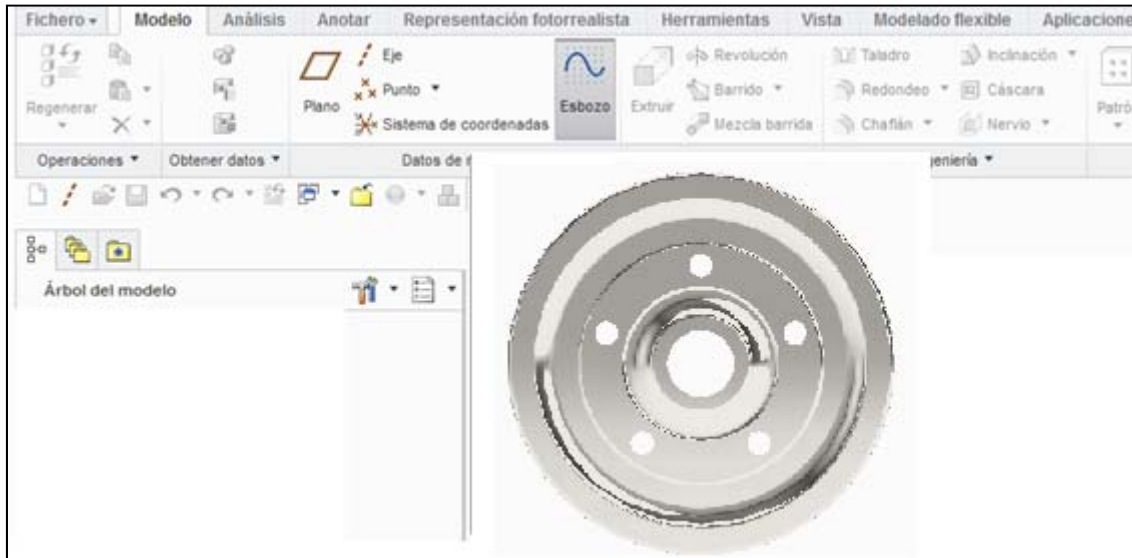 Fichero Modelo Análisis Anotar Representación fotorrealista Herramientas Vista Modelado flexible Aplicacione
Eje Revolución Taladro Inclinación
Punto Barrido Redondeo Cáscara
Regenerar Plano Esbozo Extruir Patró
Sistema de coordenadas Mezcla barrida Chaflán Nervio
Operaciones Obtener datos Datos de r geniería
Árbol del modelo